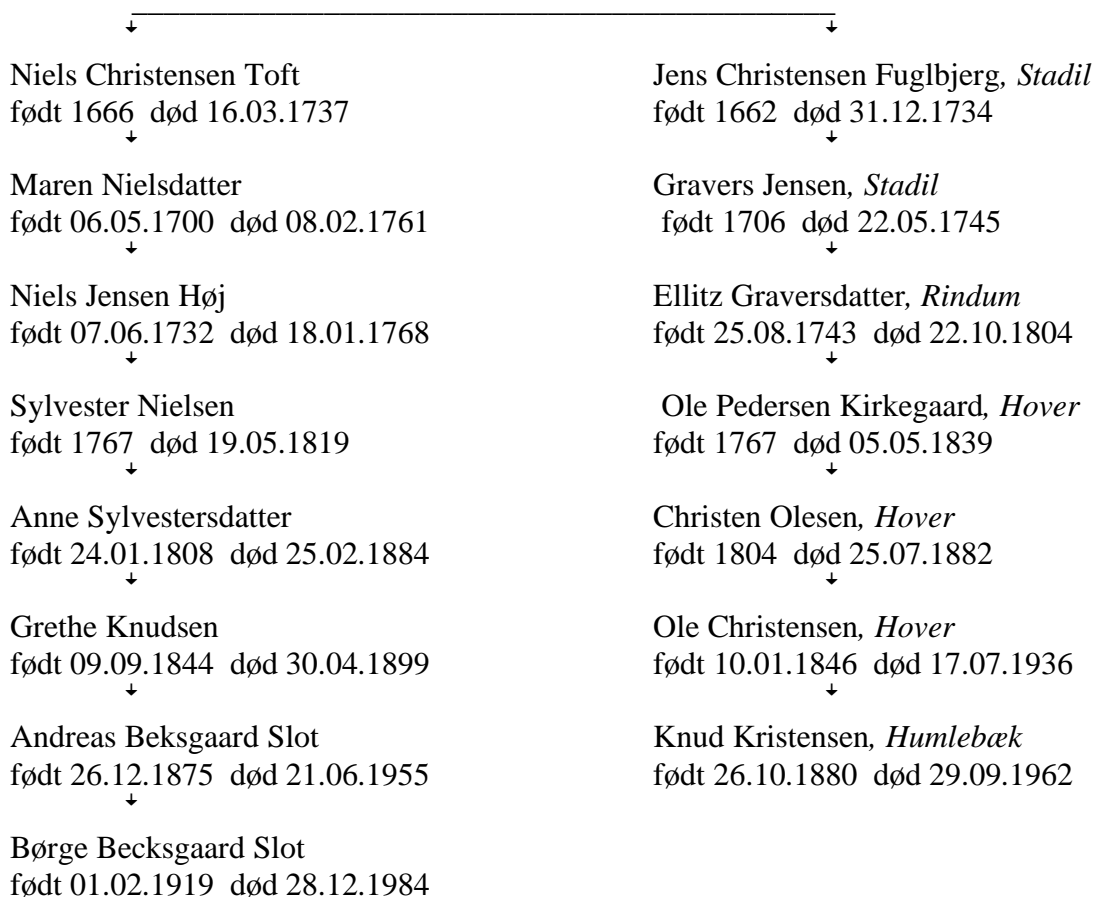 Niels Christensen Toft
født 1666 død 16.03.1737
Maren Nielsdatter
født 06.05.1700 død 08.02.1761
Niels Jensen Høj
født 07.06.1732 død 18.01.1768
Sylvester Nielsen
født 1767 død 19.05.1819
Anne Sylvestersdatter
født 24.01.1808 død 25.02.1884
Grethe Knudsen
født 09.09.1844 død 30.04.1899
Andreas Beksgaard Slot
født 26.12.1875 død 21.06.1955
Børge Becksgaard Slot
født 01.02.1919 død 28.12.1984
Jens Christensen Fuglbjerg, Stadil
født 1662 død 31.12.1734
Gravers Jensen, Stadil
født 1706 død 22.05.1745
Ellitz Graversdatter, Rindum
født 25.08.1743 død 22.10.1804
Ole Pedersen Kirkegaard, Hover
født 1767 død 05.05.1839
Christen Olesen, Hover
født 1804 død 25.07.1882
Ole Christensen, Hover
født 10.01.1846 død 17.07.1936
Knud Kristensen, Humlebæk
født 26.10.1880 død 29.09.1962